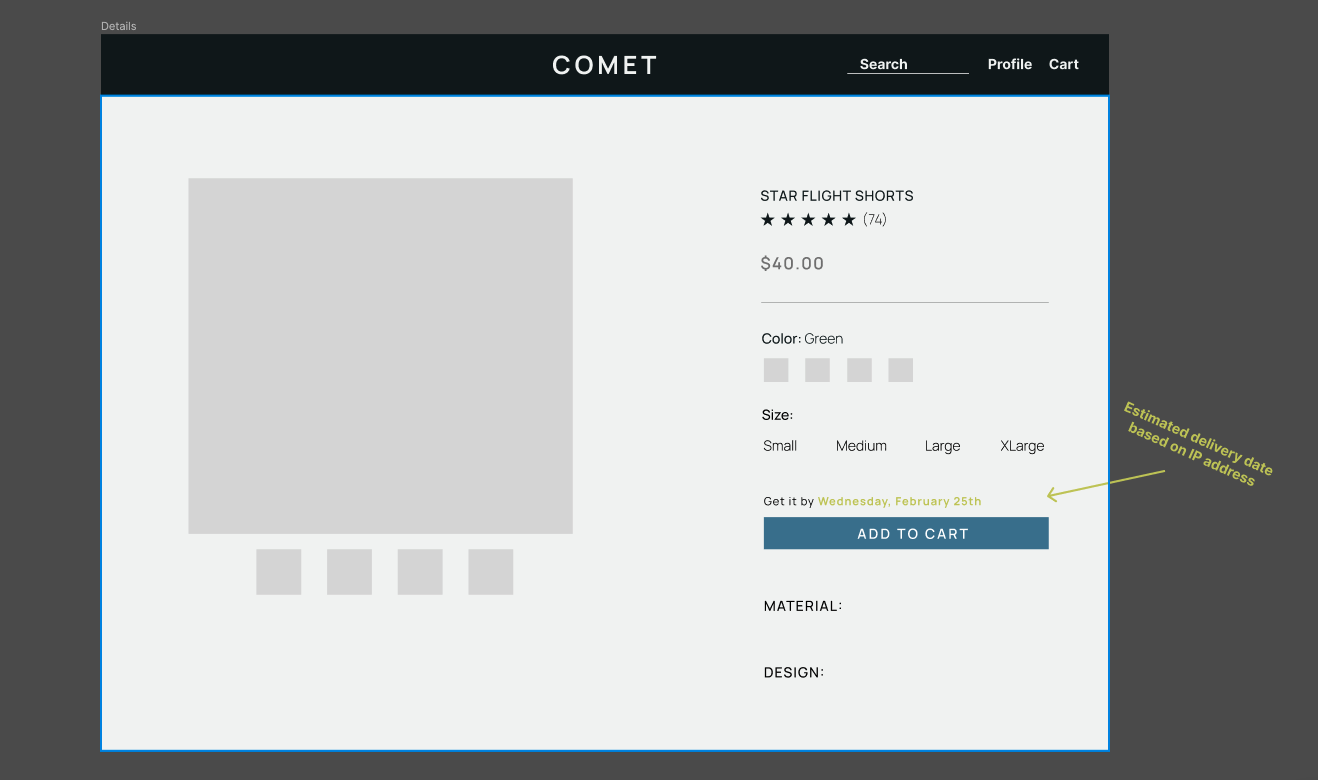 Details
COMET
Search
Profile
Cart
STAR FLIGHT SHORTS
(74)
$40.00
Color: Green
Size:
Small
Medium
Large
XLarge
Estimated delivery date
based on IP address
Get it by Wednesday, February 25th
ADD TO CART
MATERIAL:
DESIGN: